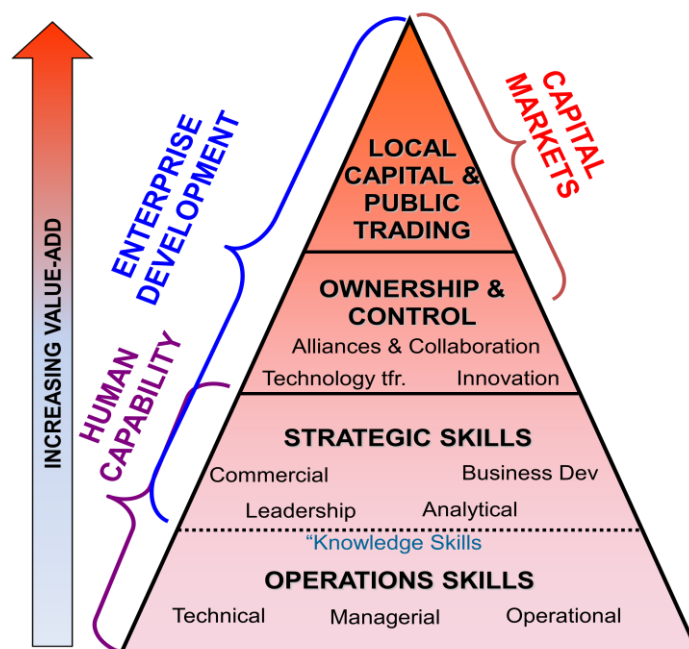 INCREASING VALUE-ADD
ENTERPRISE
DEVELOPMENT
HUMAN
CAPABILITY
CAPITAL
MARKETS
LOCAL
CAPITAL &
PUBLIC
TRADING
OWNERSHIP &
CONTROL
Alliances & Collaboration
Technology tfr. Innovation
STRATEGIC SKILLS
Commercial Business Dev
Leadership Analytical
“Knowledge Skills
OPERATIONS SKILLS
Technical Managerial Operational